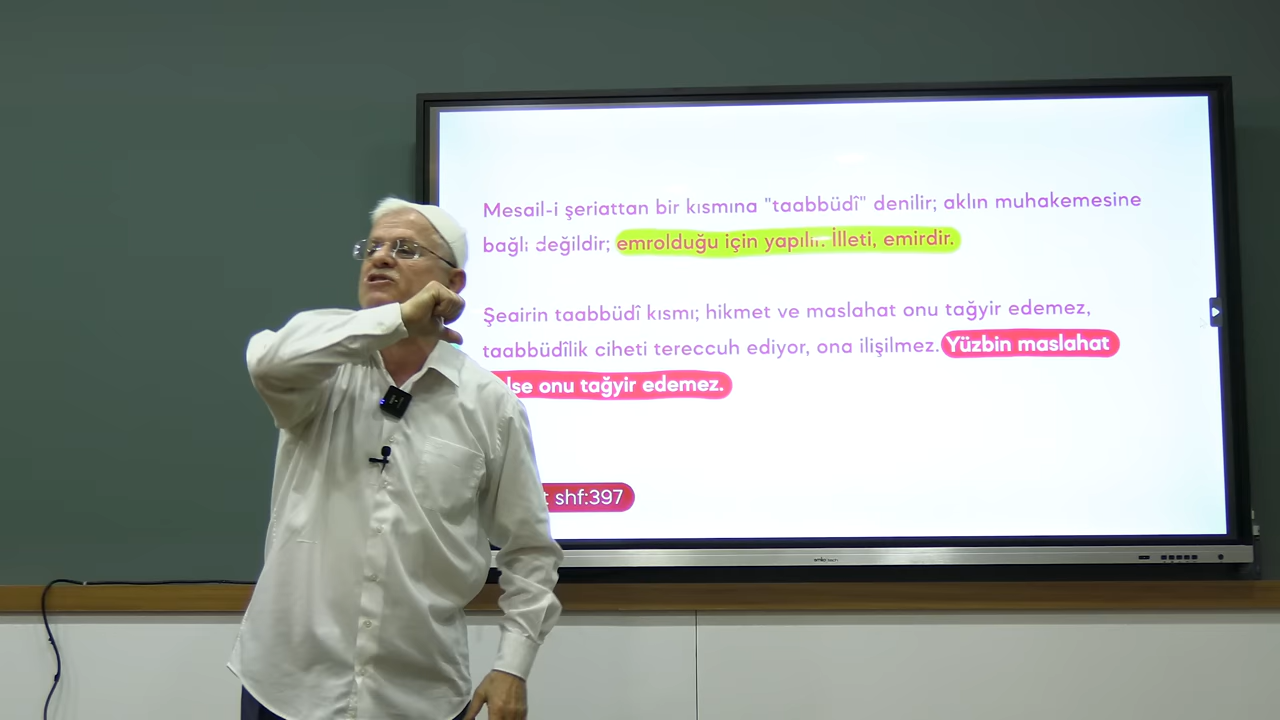 Mesail-i şeriattan bir kısmına "taabbüdî" denilir; aklın muhakemesine
bağlı değildir; emrolduğu için yapılır. İlleti, emirdir.
Şeairin taabbüdî kısmı; hikmet ve maslahat onu tağyir edemez,
taabbüdîlik ciheti tereccuh ediyor, ona ilişilmez. Yüzbin maslahat
onu tağyir edemez.
shf:397